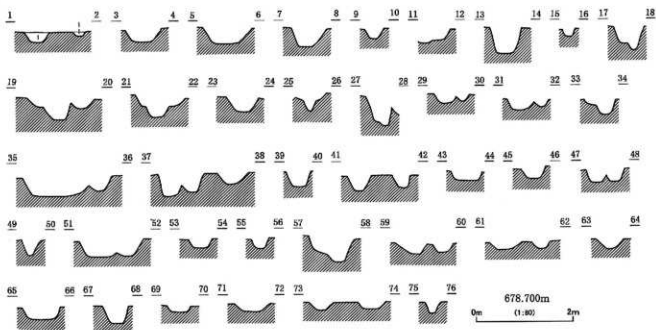 1 2 3 4 5 6 7 8 9 10 11 12 13 14 15 16 17 18
19 20 21 22 23 24 25 26 27 28 29 30 31 32 33 34
35 36 37 38 39 40 41 42 43 44 45 46 47 48
49 50 51 52 53 54 55 56 57 58 59 60 61 62 63 64
65 66 67 68 69 70 71 72 73 74 75 76
678.700m
0m (1:80) 2m